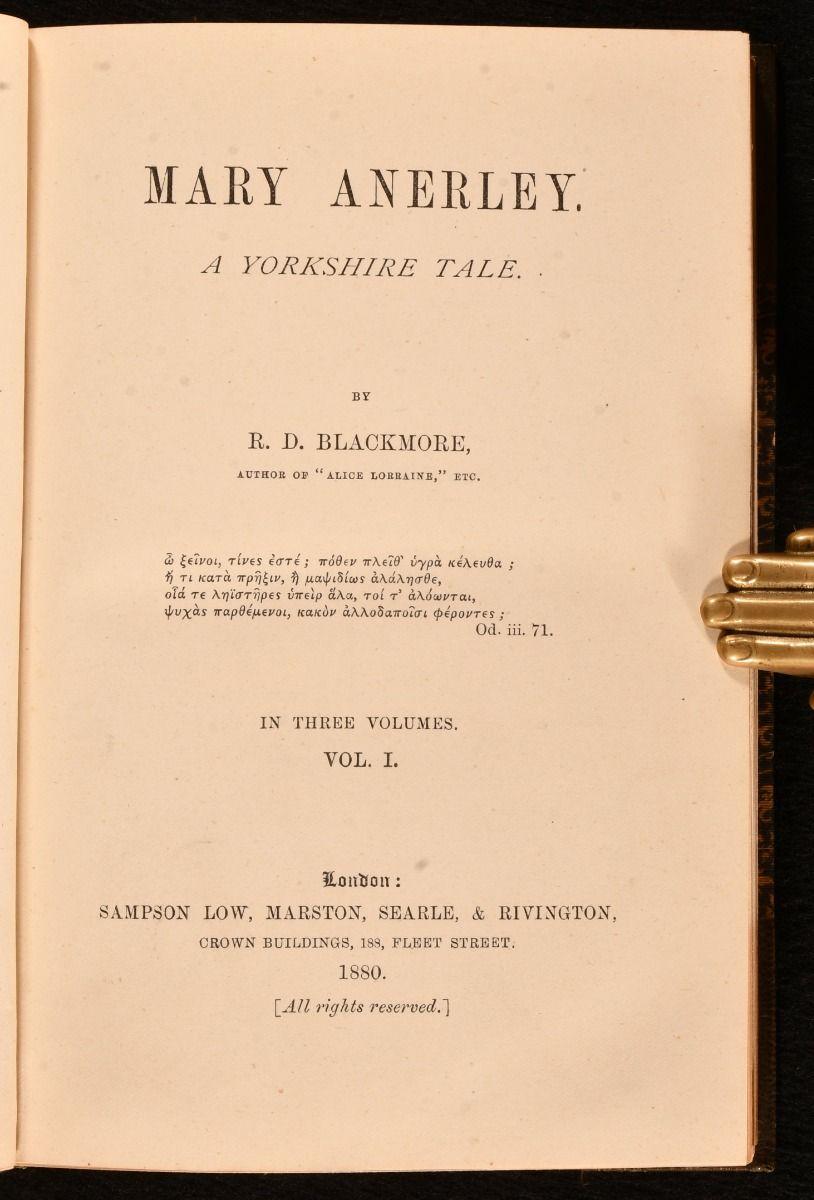 MARY ANERLEY.
A YORKSHIRE TALE.
BY
R. D. BLACKMORE,
AUTHOR OF “ALICE LORRAINE,” ETC.
ὦ ξεῖνοι, τίνες ἐστέ ; πόθεν πλεῖθ’ ὑγρὰ κέλευθα ;
ἤ τι κατὰ πρῆξιν, ἢ μαψιδίως ἀλάλησθε,
οἷά τε ληϊστῆρες ὑπεὶρ ἅλα, τοί τ’ ἀλόωνται,
ψυχὰς παρθέμενοι, κακὸν ἀλλοδαποῖσι φέροντες ;
Od. iii. 71.
IN THREE VOLUMES.
VOL. I.
London :
SAMPSON LOW, MARSTON, SEARLE, & RIVINGTON,
CROWN BUILDINGS, 188, FLEET STREET.
1880.
[All rights reserved.]